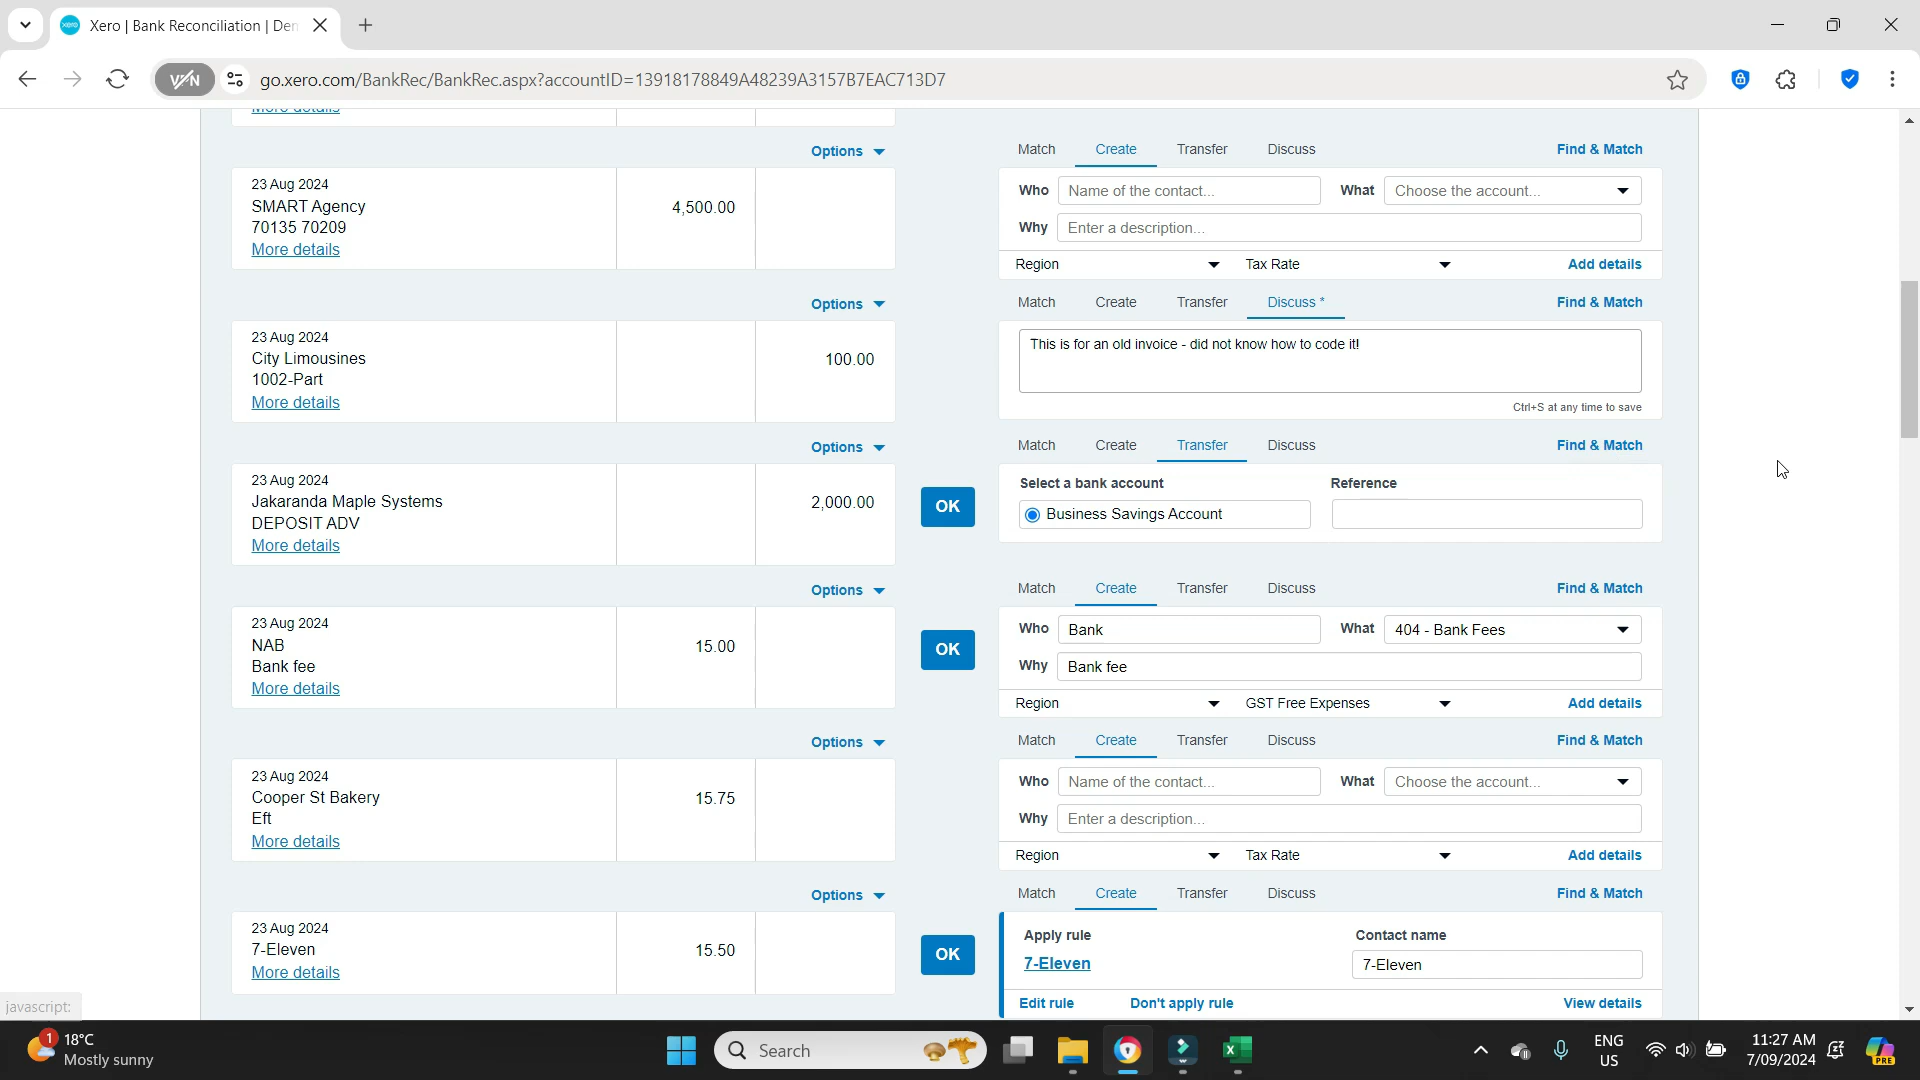 Xero | Bank Reconciliation | Den
VPN
go.xero.com/BankRec/BankRec.aspx?accountID=13918178849A48239A3157B7EAC713D7
More details
Options
Match Create Transfer Discuss Find & Match
23 Aug 2024
SMART Agency
70135 70209
More details
4,500.00
Who Name of the contact... What Choose the account...
Why Enter a description...
Region Tax Rate Add details
Options
Match Create Transfer Discuss * Find & Match
23 Aug 2024
City Limousines
1002-Part
More details
100.00
This is for an old invoice - did not know how to code it!
Ctrl+S at any time to save
Options
Match Create Transfer Discuss Find & Match
23 Aug 2024
Jakaranda Maple Systems
DEPOSIT ADV
More details
2,000.00
OK
Select a bank account Reference
Business Savings Account
Options
Match Create Transfer Discuss Find & Match
23 Aug 2024
NAB
Bank fee
More details
15.00
OK
Who Bank What 404 - Bank Fees
Why Bank fee
Region GST Free Expenses Add details
Options
Match Create Transfer Discuss Find & Match
23 Aug 2024
Cooper St Bakery
Eft
More details
15.75
Who Name of the contact... What Choose the account...
Why Enter a description...
Region Tax Rate Add details
Options
Match Create Transfer Discuss Find & Match
23 Aug 2024
7-Eleven
More details
15.50
OK
Apply rule Contact name
7-Eleven 7-Eleven
Edit rule Don't apply rule View details
javascript:
1
18°C
Mostly sunny
Search
ENG
US
11:27 AM
7/09/2024
PRE